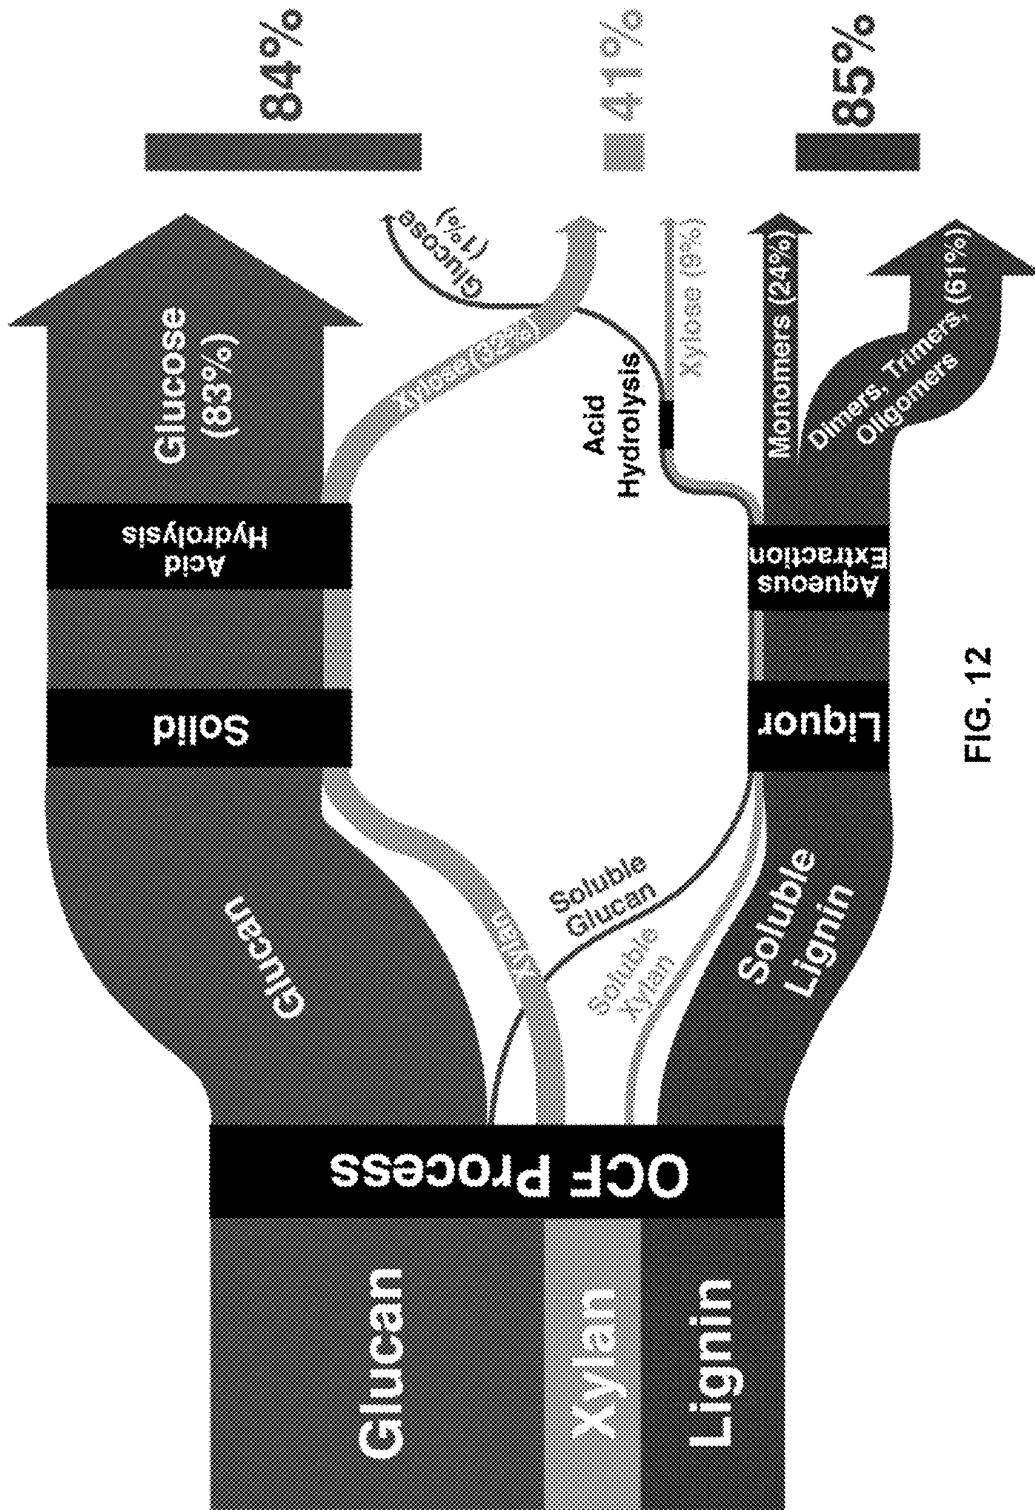 Glucan
Xylan
Lignin
OCF Process
Glucan
Xylan
Soluble
Glucan
Soluble
Xylan
Soluble
Lignin
Solid
Liquor
Acid
Hydrolysis
Aqueous
Extraction
Acid
Hydrolysis
Glucose
(83%)
Xylose (32%)
Glucose
(1%)
Xylose (9%)
Monomers (24%)
Dimers, Trimers, (61%)
Oligomers
84%
41%
85%
FIG. 12